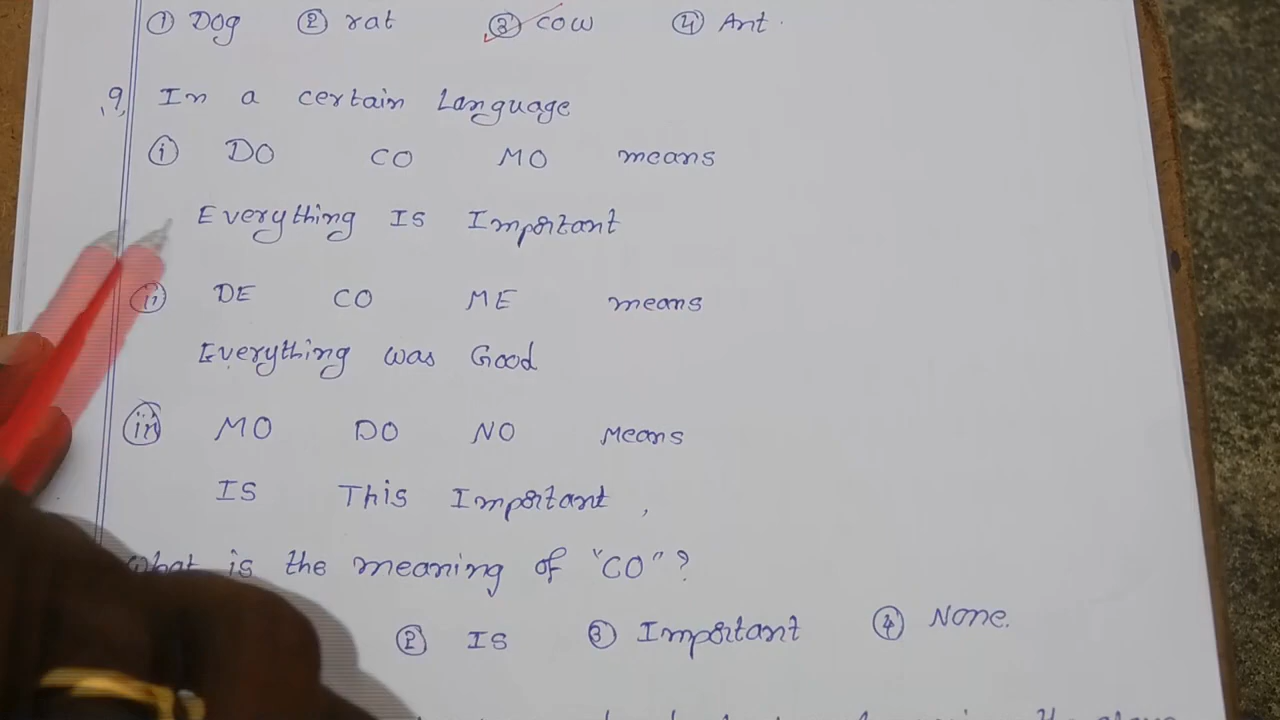 ① Dog ② rat ③ cow ④ Ant.
9, In a certain Language
ⓘ DO CO MO means
Everything Is Important
ii DE CO ME means
Everything was Good
iii MO DO NO Means
IS This Important ,
What is the meaning of "CO"?
② IS ③ Important ④ None.